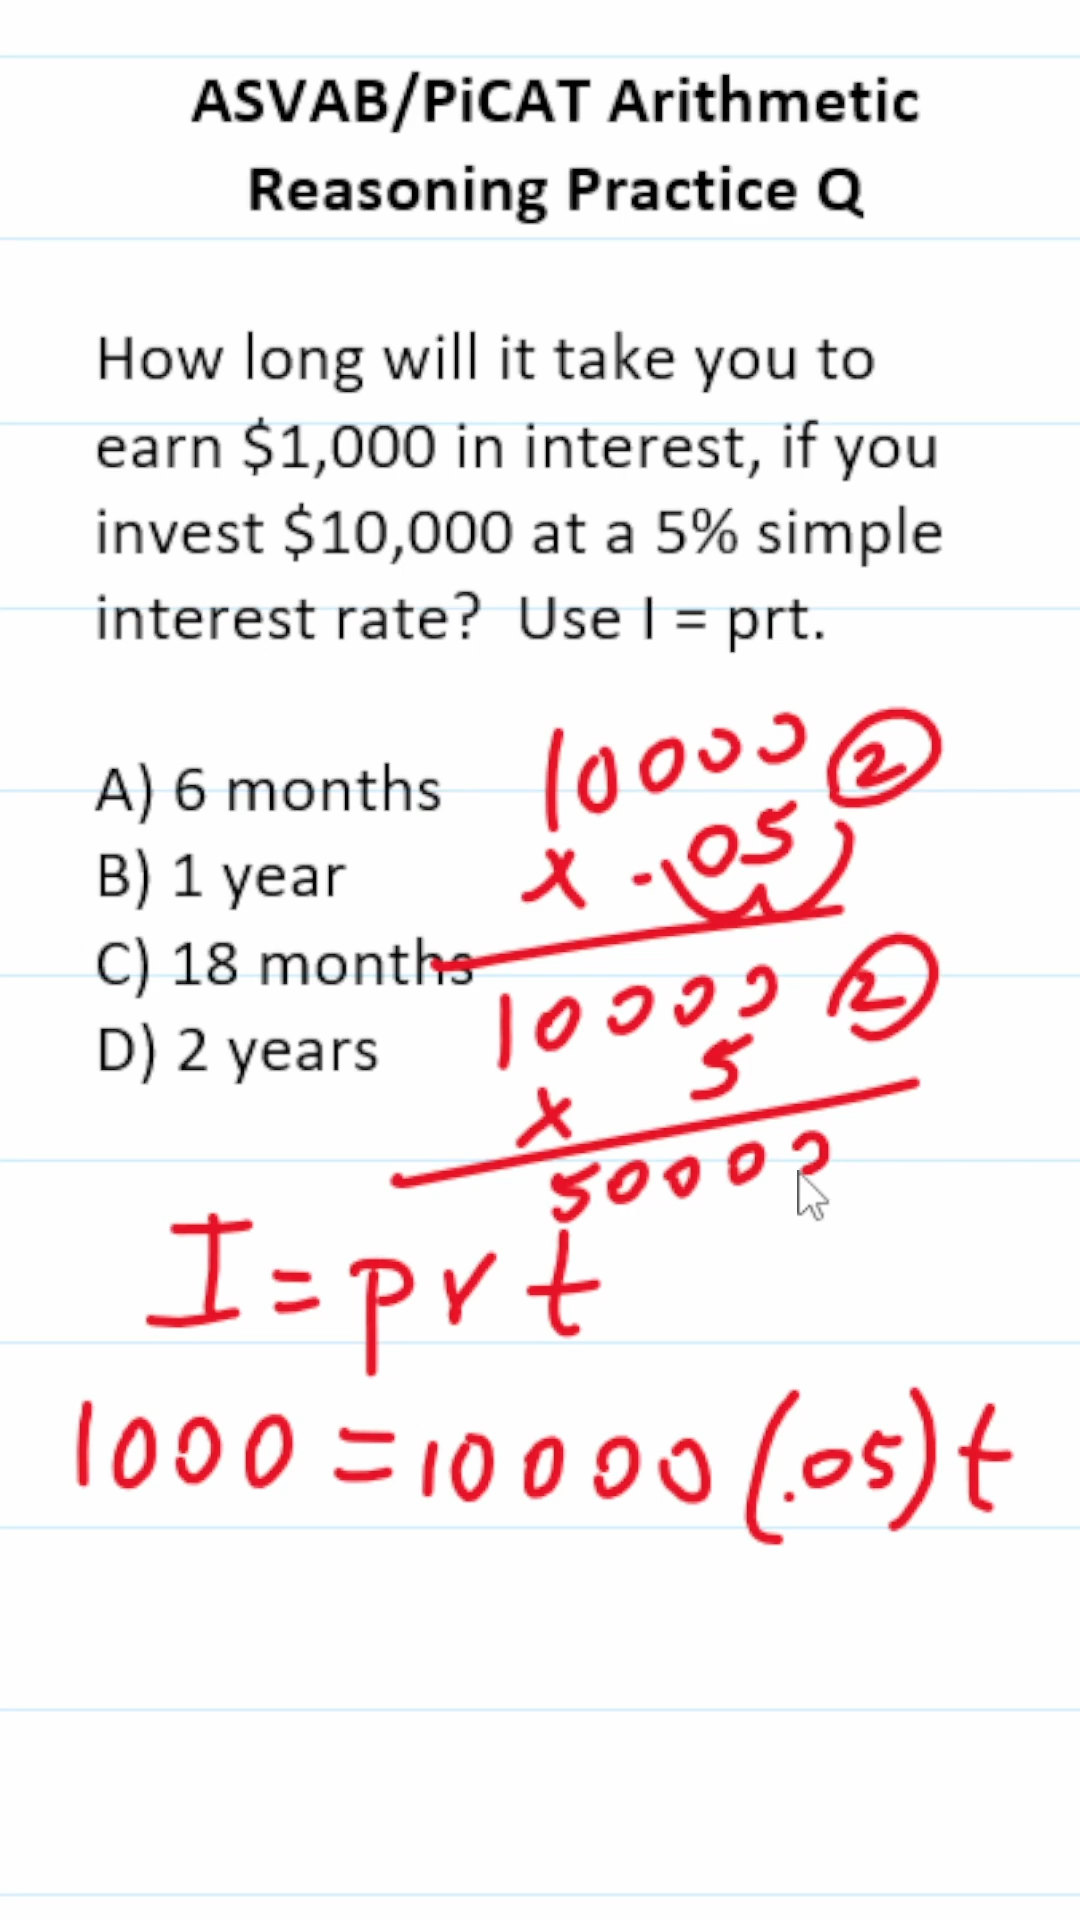 ASVAB/PiCAT Arithmetic
Reasoning Practice Q
How long will it take you to
earn $1,000 in interest, if you
invest $10,000 at a 5% simple
interest rate?  Use I = prt.
A) 6 months
B) 1 year
C) 18 months
D) 2 years
10000 2
x .05
10000 2
x 5
50000
I = prt
1000 = 10000 (.05) t